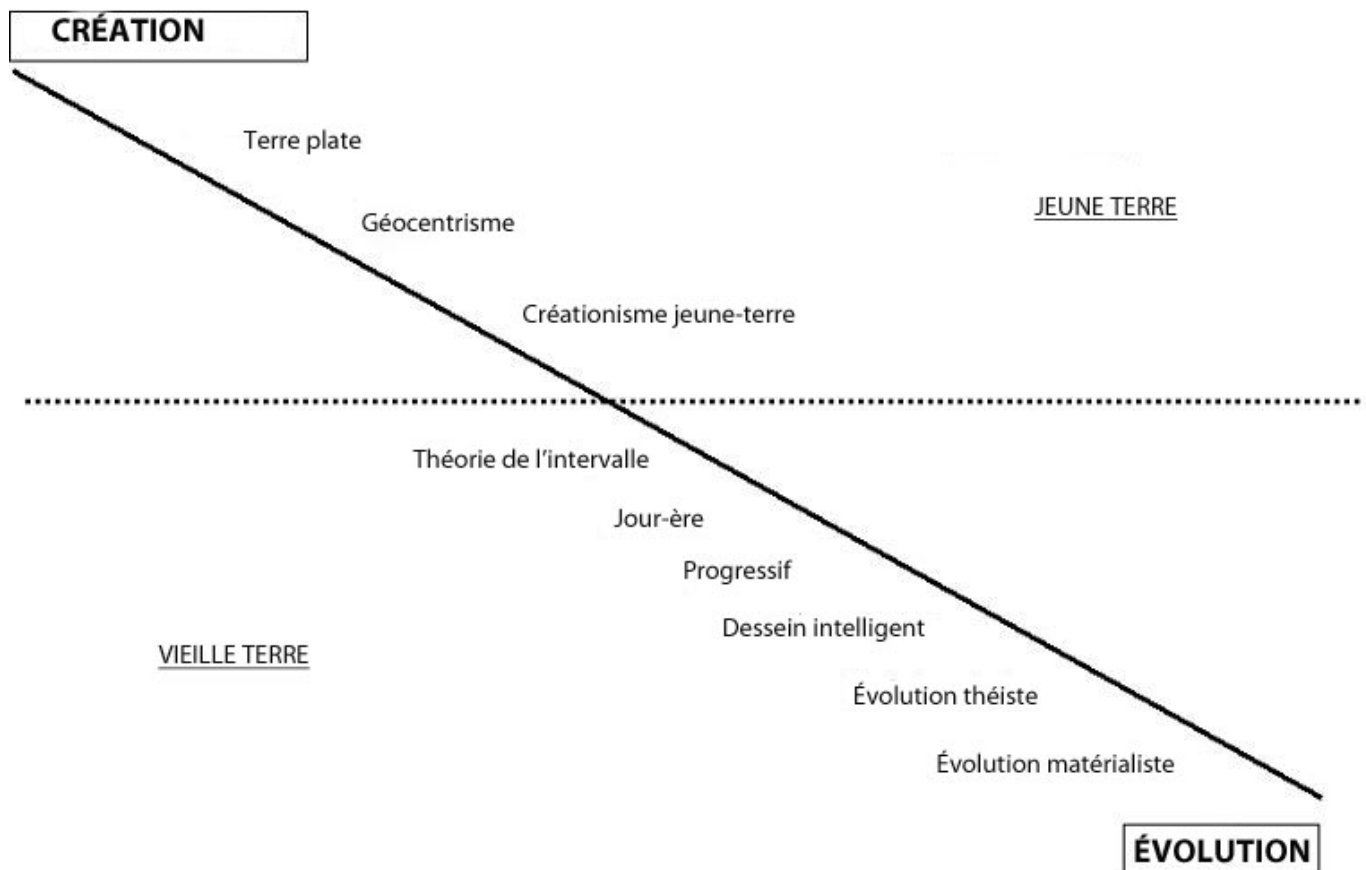 CRÉATION
Terre plate
Géocentrisme
JEUNE TERRE
Créationisme jeune-terre
Théorie de l'intervalle
Jour-ère
Progressif
Dessein intelligent
VIEILLE TERRE
Évolution théiste
Évolution matérialiste
ÉVOLUTION